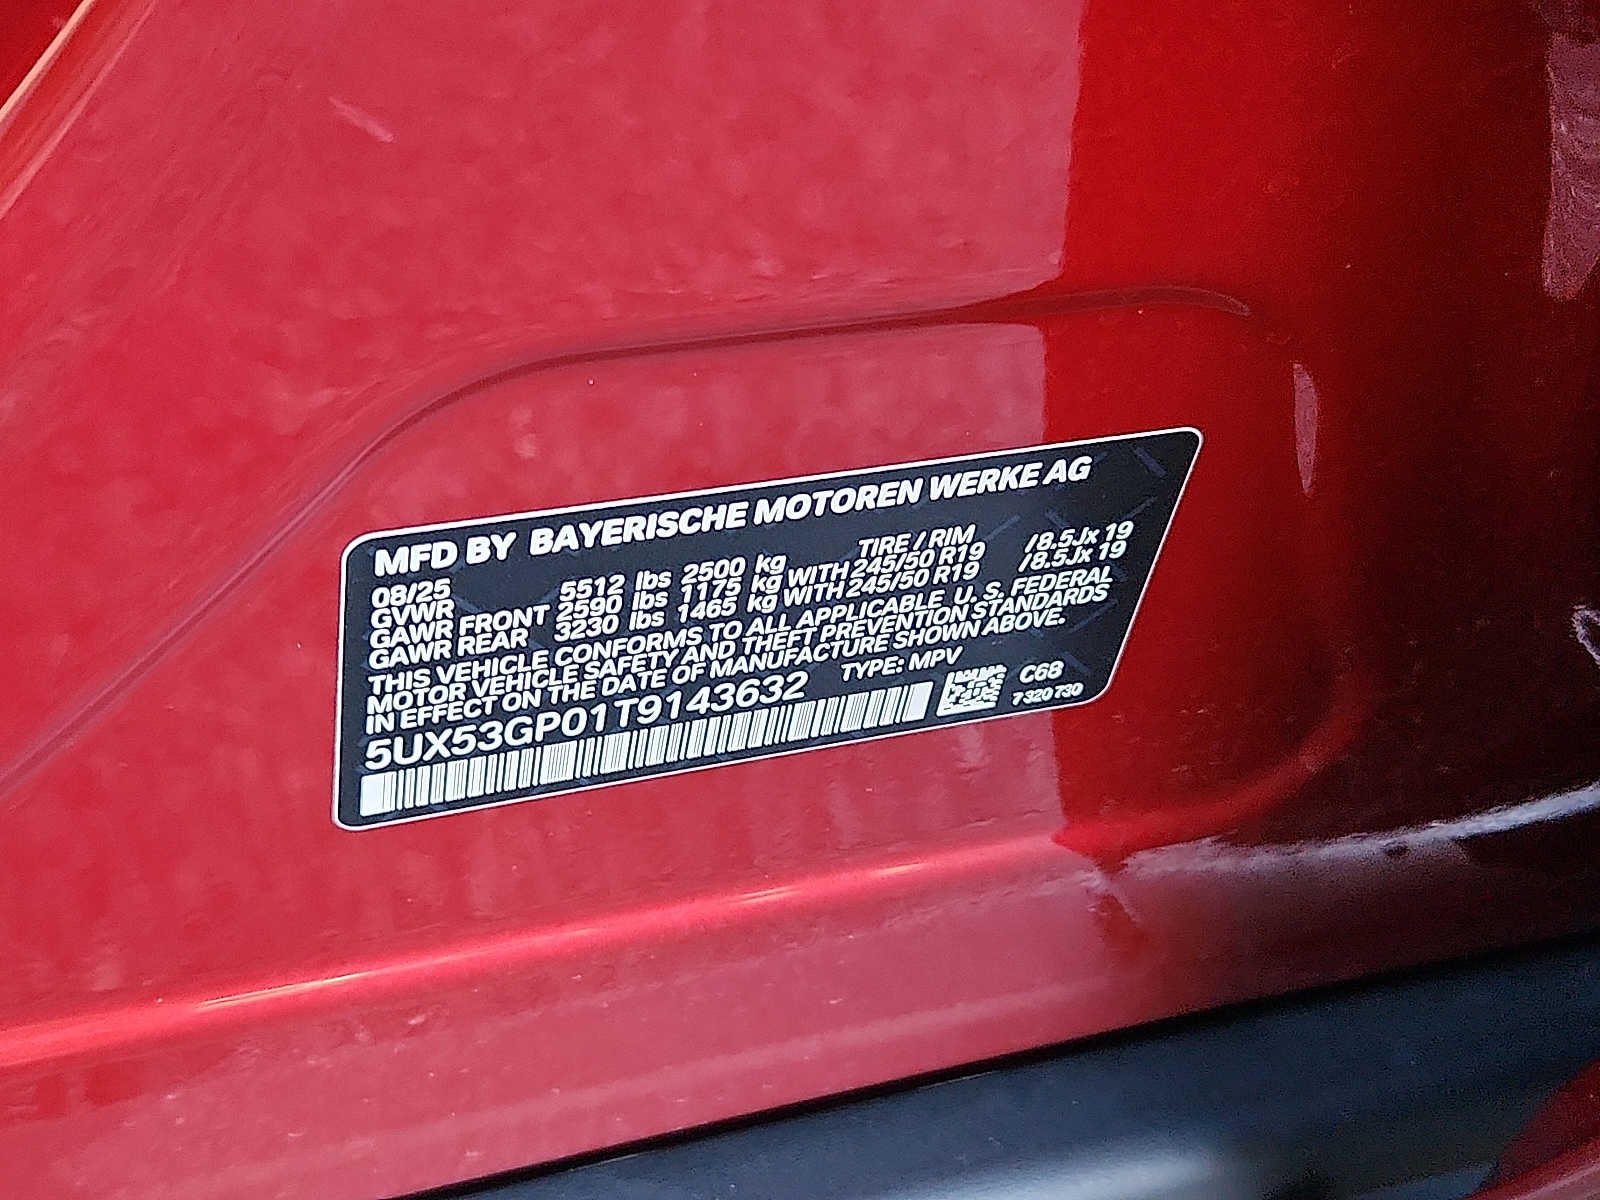 MFD BY BAYERISCHE MOTOREN WERKE AG
08/25 TIRE / RIM
GVWR 5512 lbs 2500 kg
GAWR FRONT 2590 lbs 1175 kg WITH 245/50 R19 /8.5Jx 19
GAWR REAR 3230 lbs 1465 kg WITH 245/50 R19 /8.5Jx 19
THIS VEHICLE CONFORMS TO ALL APPLICABLE U. S. FEDERAL
MOTOR VEHICLE SAFETY AND THEFT PREVENTION STANDARDS
IN EFFECT ON THE DATE OF MANUFACTURE SHOWN ABOVE.
5UX53GP01T9143632 TYPE: MPV
C68
7320730